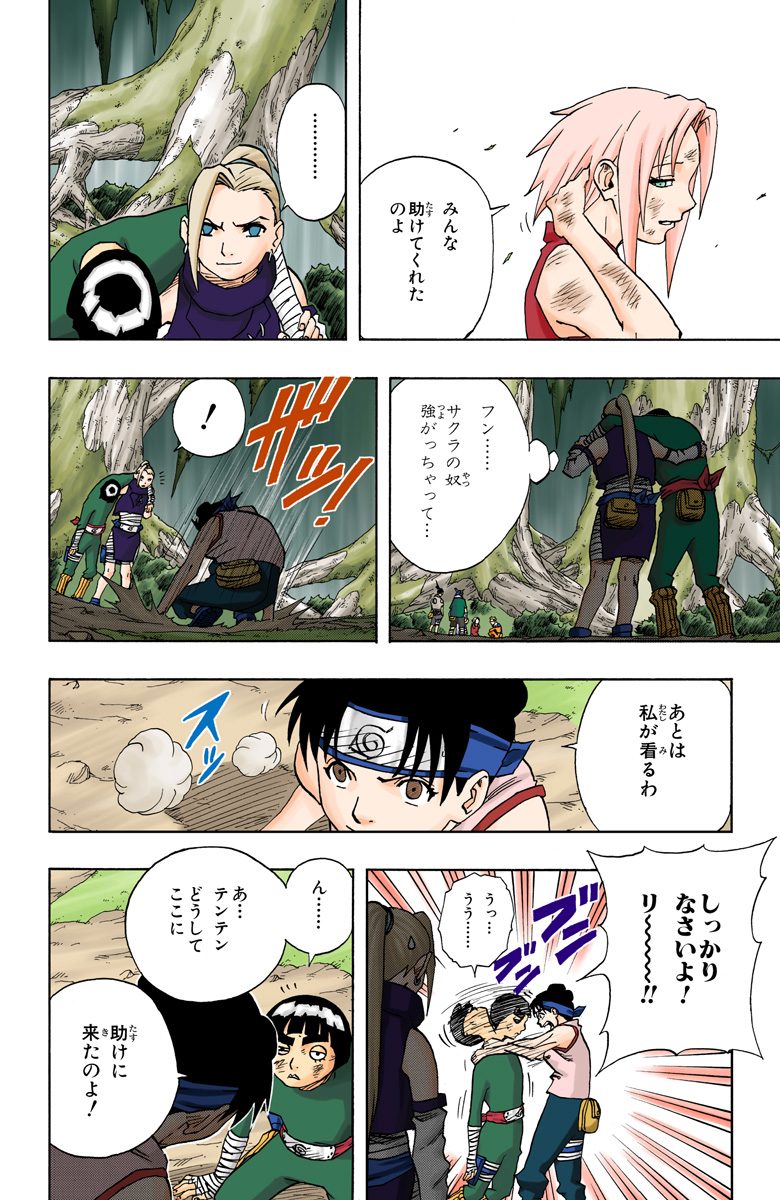 みんな
助けてくれた
のよ
………
フン……
サクラの奴
強がっちゃって…
！
ザザッ！
あとは
私が看るわ
スッ
しっかり
なさいよ！
リ～～～～!!
ブンブン
うっ…
うう……
ん……
あ…
テンテン
どうして
ここに
助けに
来たのよ！